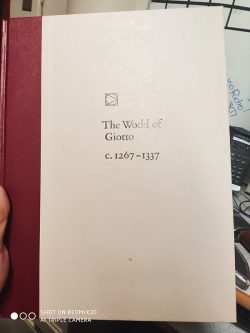 The World of
Giotto
c. 1267–1337
SHOT ON REDMI K20
AI TRIPLE CAMERA